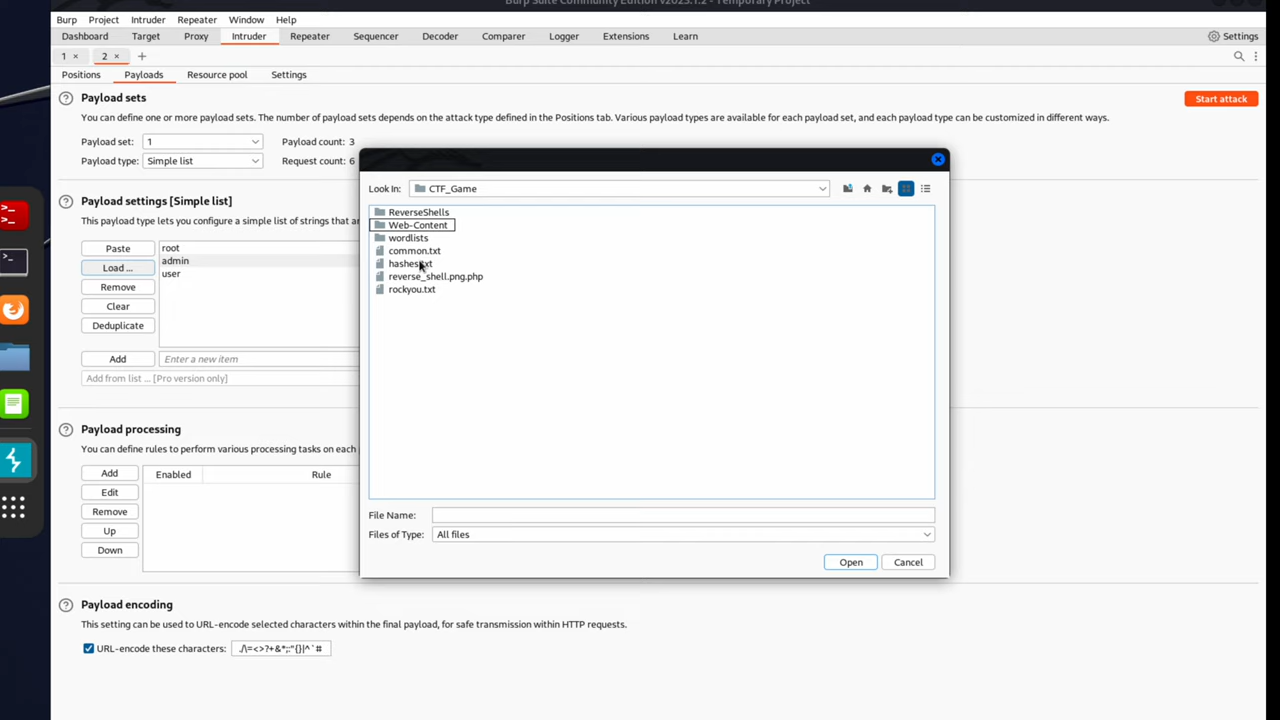 Burp Suite Community Edition v2023.1.2 - Temporary Project
Burp Project Intruder Repeater Window Help
Dashboard Target Proxy Intruder Repeater Sequencer Decoder Comparer Logger Extensions Learn Settings
1 × 2 × +
Positions Payloads Resource pool Settings
? Payload sets
Start attack
You can define one or more payload sets. The number of payload sets depends on the attack type defined in the Positions tab. Various payload types are available for each payload set, and each payload type can be customized in different ways.
Payload set: 1 Payload count: 3
Payload type: Simple list Request count: 6
Look In: CTF_Game
? Payload settings [Simple list]
This payload type lets you configure a simple list of strings that ar
Paste
Load ...
Remove
Clear
Deduplicate
root
admin
user
Add Enter a new item
Add from list ... [Pro version only]
ReverseShells
Web-Content
wordlists
common.txt
hashes.txt
reverse_shell.png.php
rockyou.txt
File Name:
Files of Type: All files
Open Cancel
? Payload processing
You can define rules to perform various processing tasks on each
Add
Edit
Remove
Up
Down
Enabled Rule
? Payload encoding
This setting can be used to URL-encode selected characters within the final payload, for safe transmission within HTTP requests.
URL-encode these characters: ./\=<>?+&*;:"{}|^`#